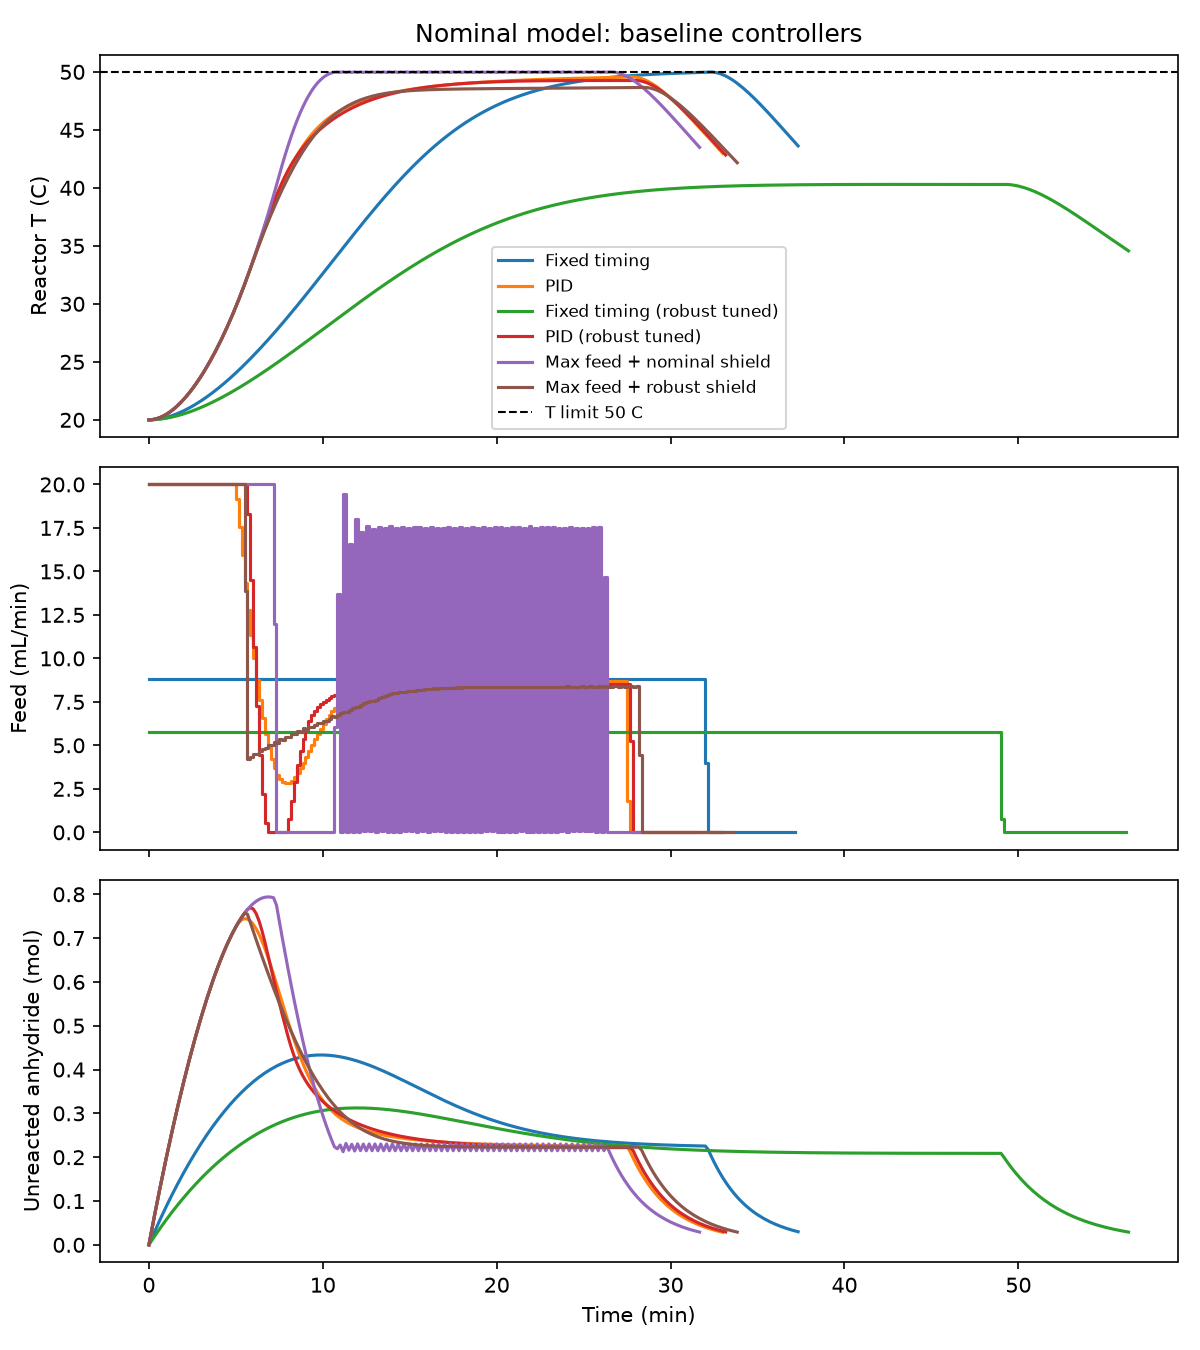 Nominal model: baseline controllers
Reactor T (C)
50
45
40
35
30
25
20
Fixed timing
PID
Fixed timing (robust tuned)
PID (robust tuned)
Max feed + nominal shield
Max feed + robust shield
T limit 50 C
Feed (mL/min)
20.0
17.5
15.0
12.5
10.0
7.5
5.0
2.5
0.0
Unreacted anhydride (mol)
0.8
0.7
0.6
0.5
0.4
0.3
0.2
0.1
0.0
0 10 20 30 40 50
Time (min)